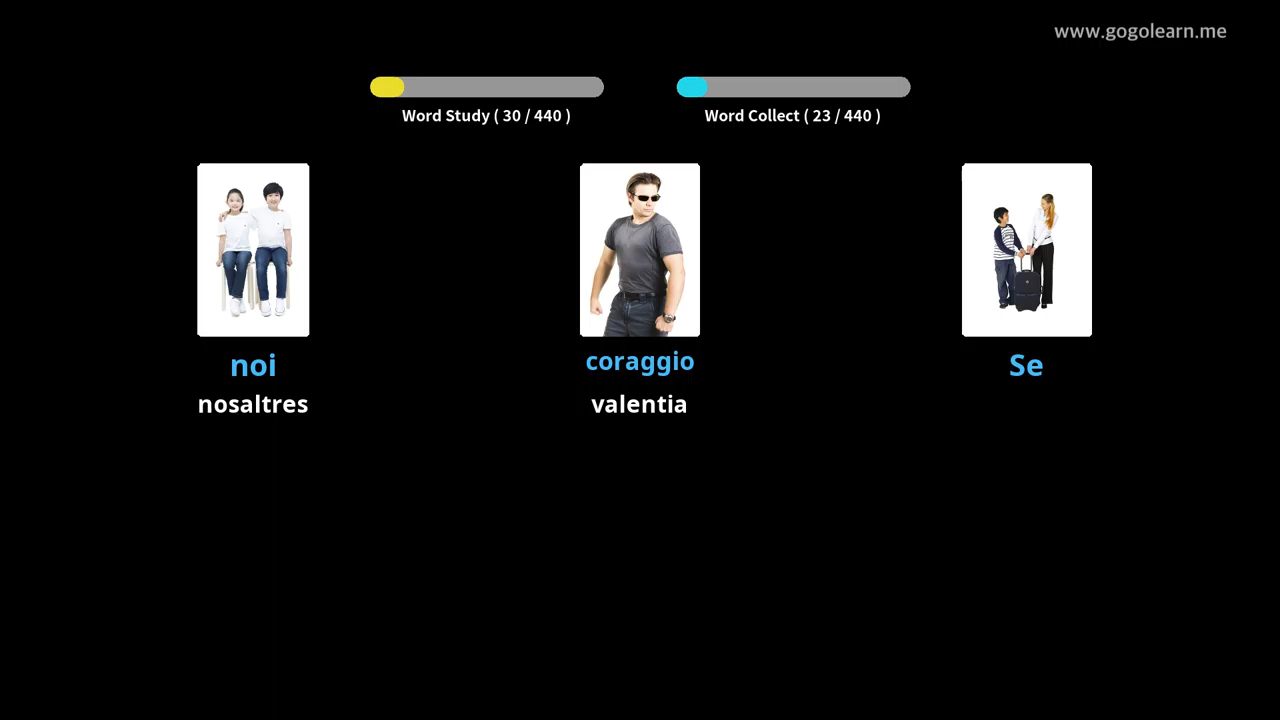 www.gogolearn.me
Word Study ( 30 / 440 )
Word Collect ( 23 / 440 )
noi
coraggio
Se
nosaltres
valentia